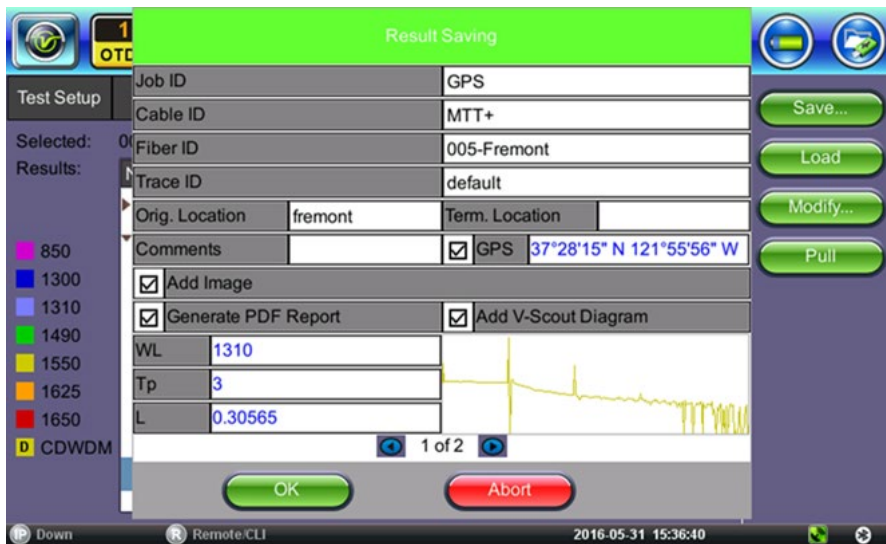 1
OTD
Result Saving
Test Setup
Selected: 00
Results: N
850
1300
1310
1490
1550
1625
1650
D CDWDM
Job ID GPS
Cable ID MTT+
Fiber ID 005-Fremont
Trace ID default
Orig. Location fremont Term. Location
Comments GPS 37°28'15" N 121°55'56" W
Add Image
Generate PDF Report Add V-Scout Diagram
WL 1310
Tp 3
L 0.30565
1 of 2
OK Abort
Save...
Load
Modify...
Pull
IP Down R Remote/CLI 2016-05-31 15:36:40